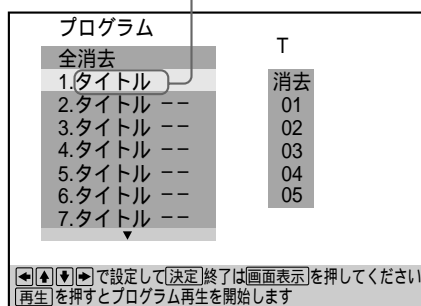 プログラム
T
全消去
1.タイトル
2.タイトル −−
3.タイトル −−
4.タイトル −−
5.タイトル −−
6.タイトル −−
7.タイトル −−
▼
消去
01
02
03
04
05
←↑↓→で設定して決定 終了は画面表示を押してください
再生を押すとプログラム再生を開始します